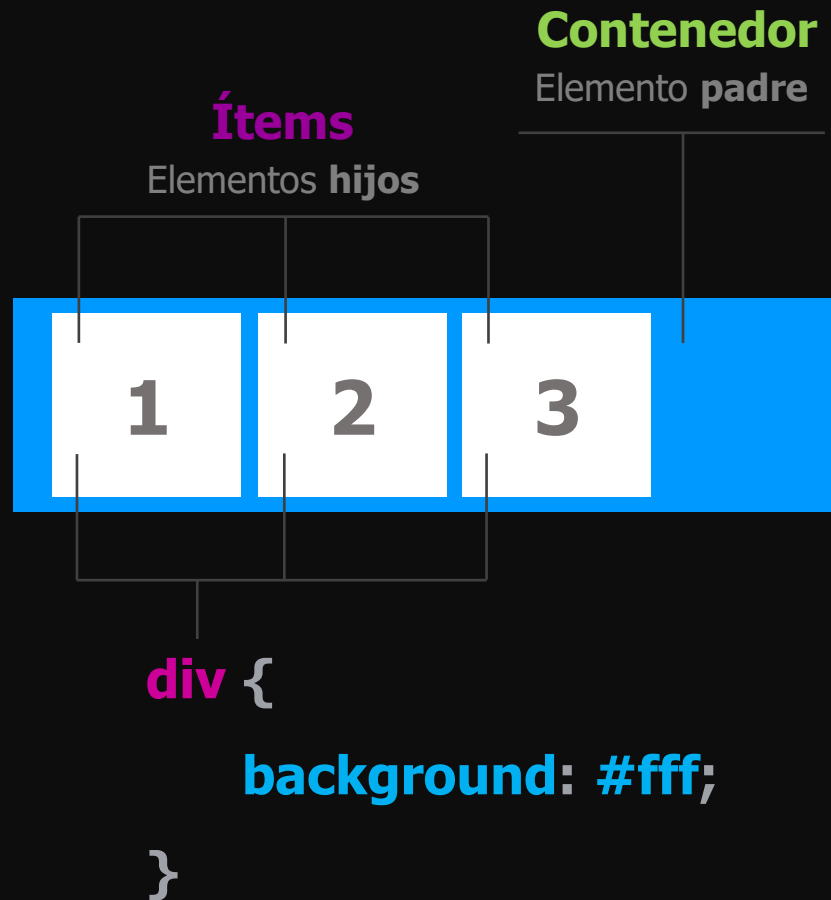 Contenedor
Elemento padre
Ítems
Elementos hijos
1 2 3
div {
background: #fff;
}